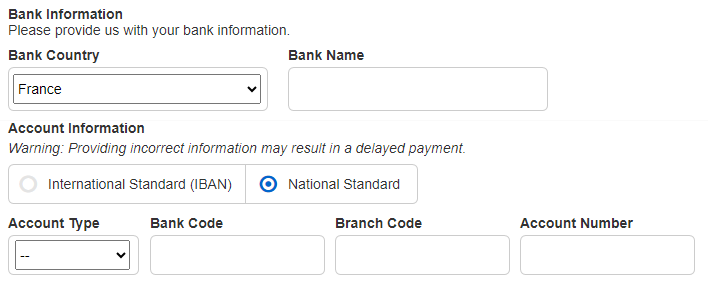 Bank Information
Please provide us with your bank information.
Bank Country Bank Name
France
Account Information
Warning: Providing incorrect information may result in a delayed payment.
International Standard (IBAN) National Standard
Account Type Bank Code Branch Code Account Number
--